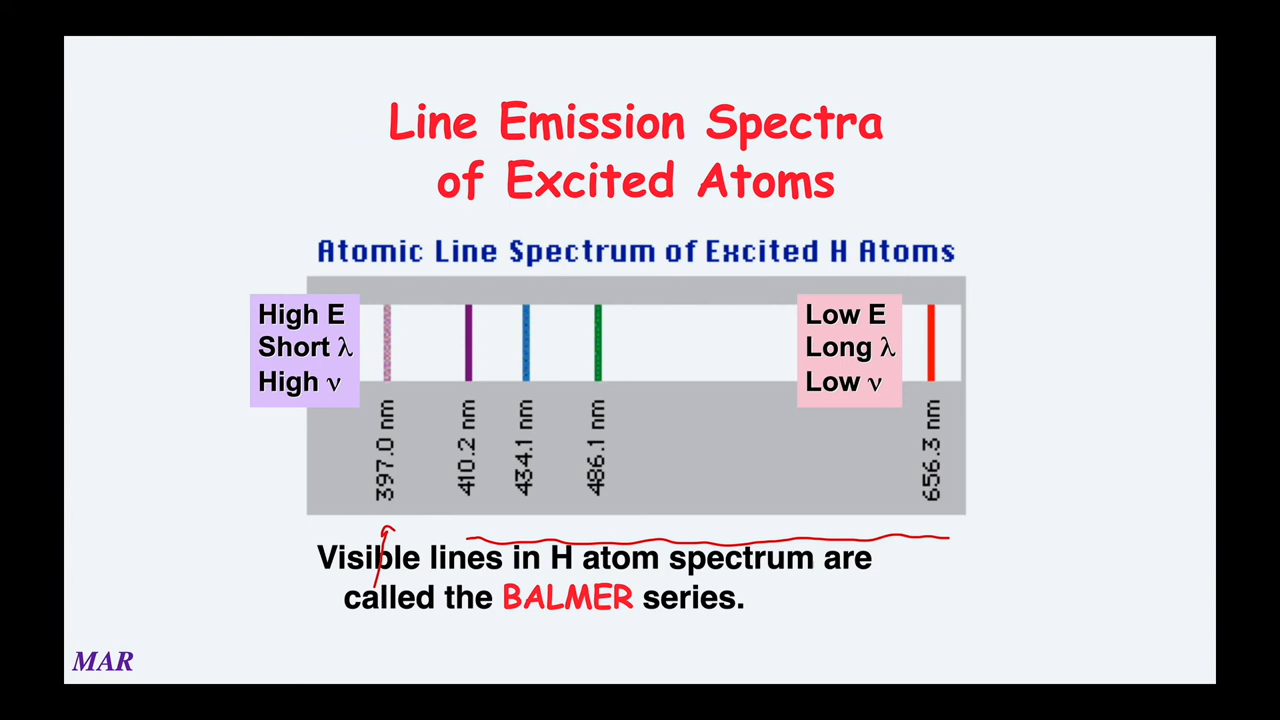 Line Emission Spectra
of Excited Atoms
Atomic Line Spectrum of Excited H Atoms
High E
Short λ
High ν
Low E
Long λ
Low ν
397.0 nm
410.2 nm
434.1 nm
486.1 nm
656.3 nm
Visible lines in H atom spectrum are
called the BALMER series.
MAR